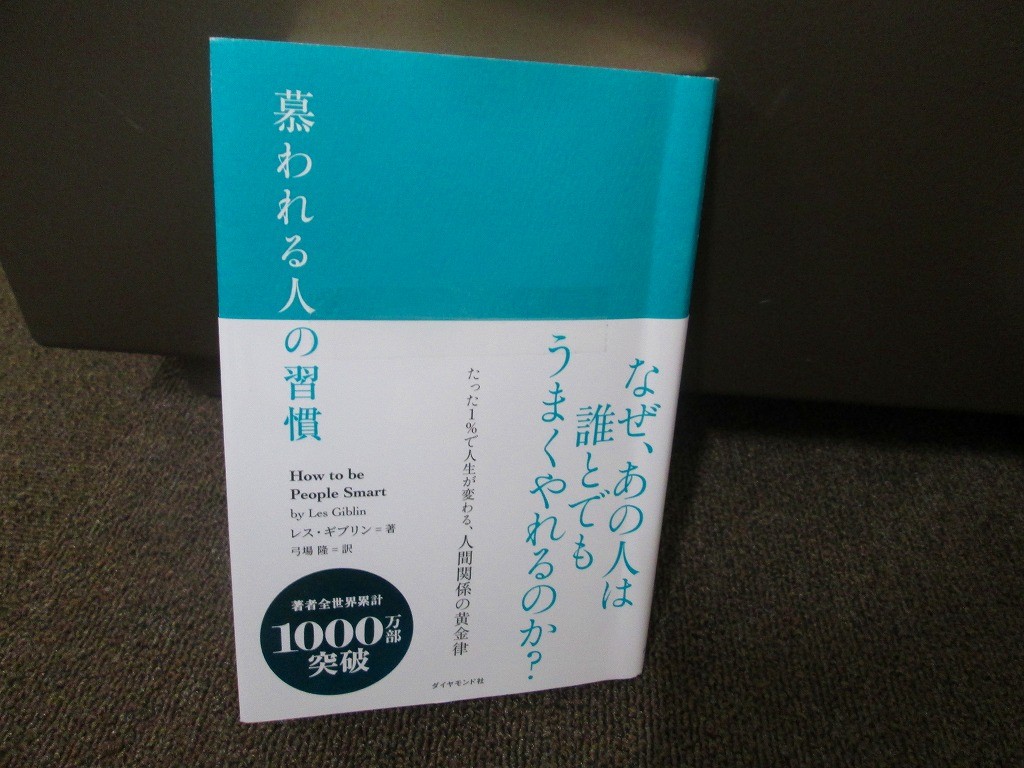 慕われる人の習慣
なぜ、あの人は
誰とでも
うまくやれるのか?
たった1%で人生が変わる、人間関係の黄金律
How to be
People Smart
by Les Giblin
レス・ギブリン=著
弓場 隆=訳
著者全世界累計
1000万部
突破
ダイヤモンド社